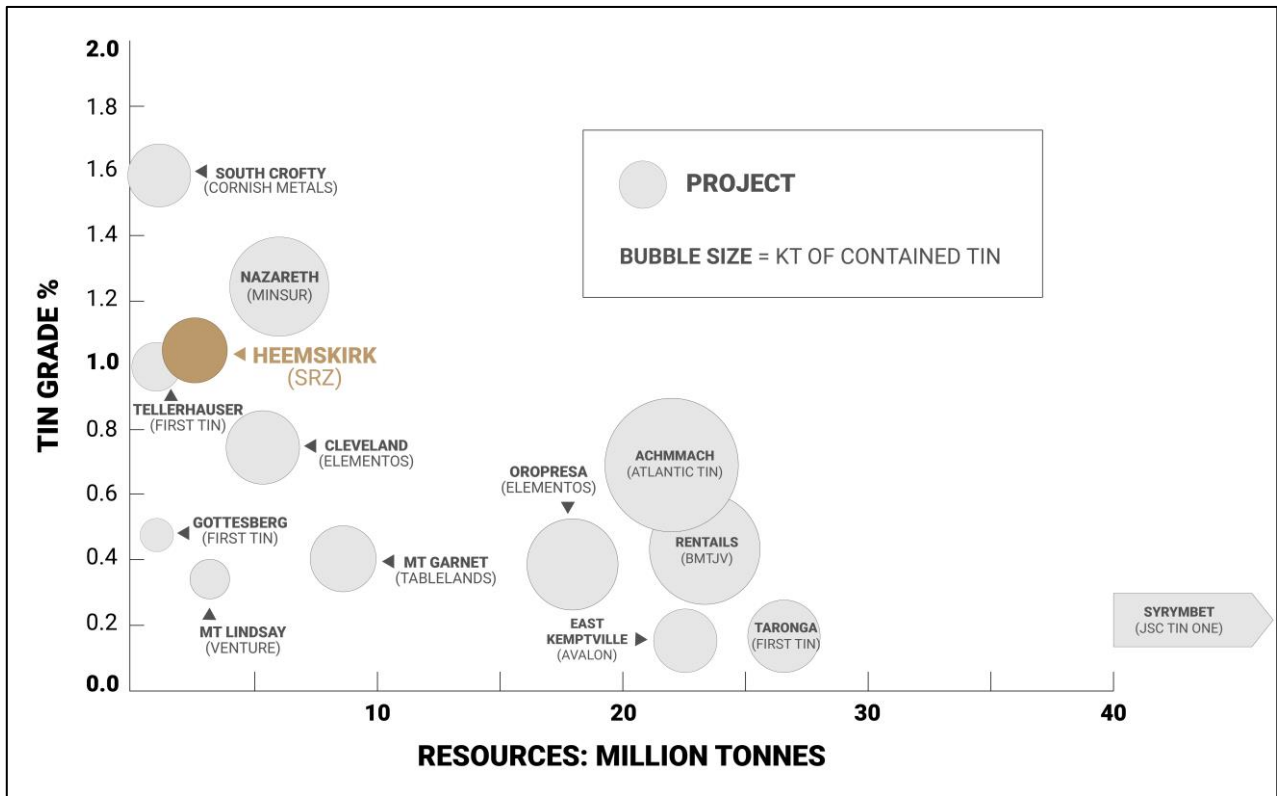 2.0
1.8
1.6
1.4
1.2
1.0
0.8
0.6
0.4
0.2
0.0
TIN GRADE %
SOUTH CROFTY
(CORNISH METALS)
NAZARETH
(MINSUR)
HEEMSKIRK
(SRZ)
TELLERHAUSER
(FIRST TIN)
CLEVELAND
(ELEMENTOS)
GOTTESBERG
(FIRST TIN)
MT LINDSAY
(VENTURE)
MT GARNET
(TABLELANDS)
OROPRESA
(ELEMENTOS)
ACHMMACH
(ATLANTIC TIN)
RENTAILS
(BMTJV)
EAST
KEMPTVILLE
(AVALON)
TARONGA
(FIRST TIN)
SYRYMBET
(JSC TIN ONE)
PROJECT
BUBBLE SIZE = KT OF CONTAINED TIN
10
20
30
40
RESOURCES: MILLION TONNES